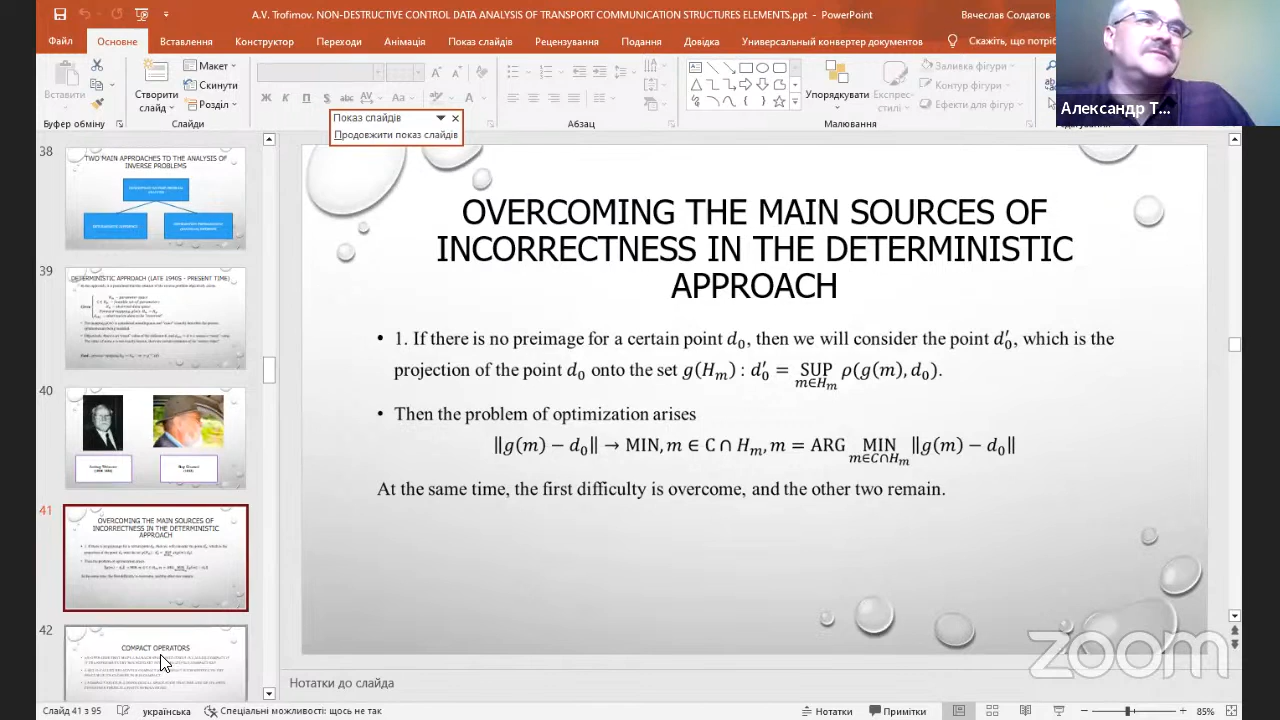 A.V. Trofimov. NON-DESTRUCTIVE CONTROL DATA ANALYSIS OF TRANSPORT COMMUNICATION STRUCTURES ELEMENTS.ppt - PowerPoint
Вячеслав Солдатов
Файл Основне Вставлення Конструктор Переходи Анімація Показ слайдів Рецензування Подання Довідка Универсальный конвертер документов Скажіть, що потріб
Александр Т...
Вставити
Створити
слайд
Макет
Скинути
Розділ
Упорядкувати
Експрес-
стилі
Заливка фігури
Контур фігури
Ефекти для фігур
Буфер обміну Слайди Абзац Малювання
Показ слайдів
Продовжити показ слайдів
38
TWO MAIN APPROACHES TO THE ANALYSIS OF
INVERSE PROBLEMS
39
DETERMINISTIC APPROACH (LATE 1940S - PRESENT TIME)
40
41
OVERCOMING THE MAIN SOURCES OF
INCORRECTNESS IN THE DETERMINISTIC
APPROACH
42
COMPACT OPERATORS
OVERCOMING THE MAIN SOURCES OF
INCORRECTNESS IN THE DETERMINISTIC
APPROACH
• 1. If there is no preimage for a certain point d₀, then we will consider the point d₀′, which is the
projection of the point d₀ onto the set g(Hₘ) : d₀′ = SUP ρ(g(m), d₀).
m∈Hₘ
• Then the problem of optimization arises
‖g(m) − d₀‖ → MIN, m ∈ C ∩ Hₘ, m = ARG MIN ‖g(m) − d₀‖
m∈C∩Hₘ
At the same time, the first difficulty is overcome, and the other two remain.
zoom
Нотатки до слайда
Слайд 41 з 95 українська Спеціальні можливості: щось не так Нотатки Примітки 85%